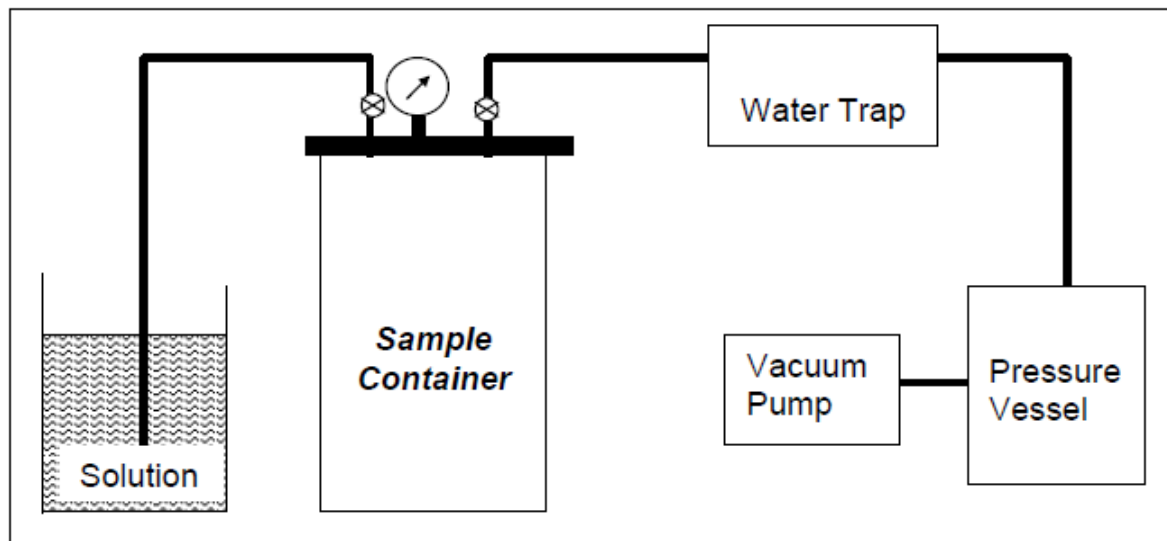 Water Trap
Sample
Container
Vacuum
Pump
Pressure
Vessel
Solution